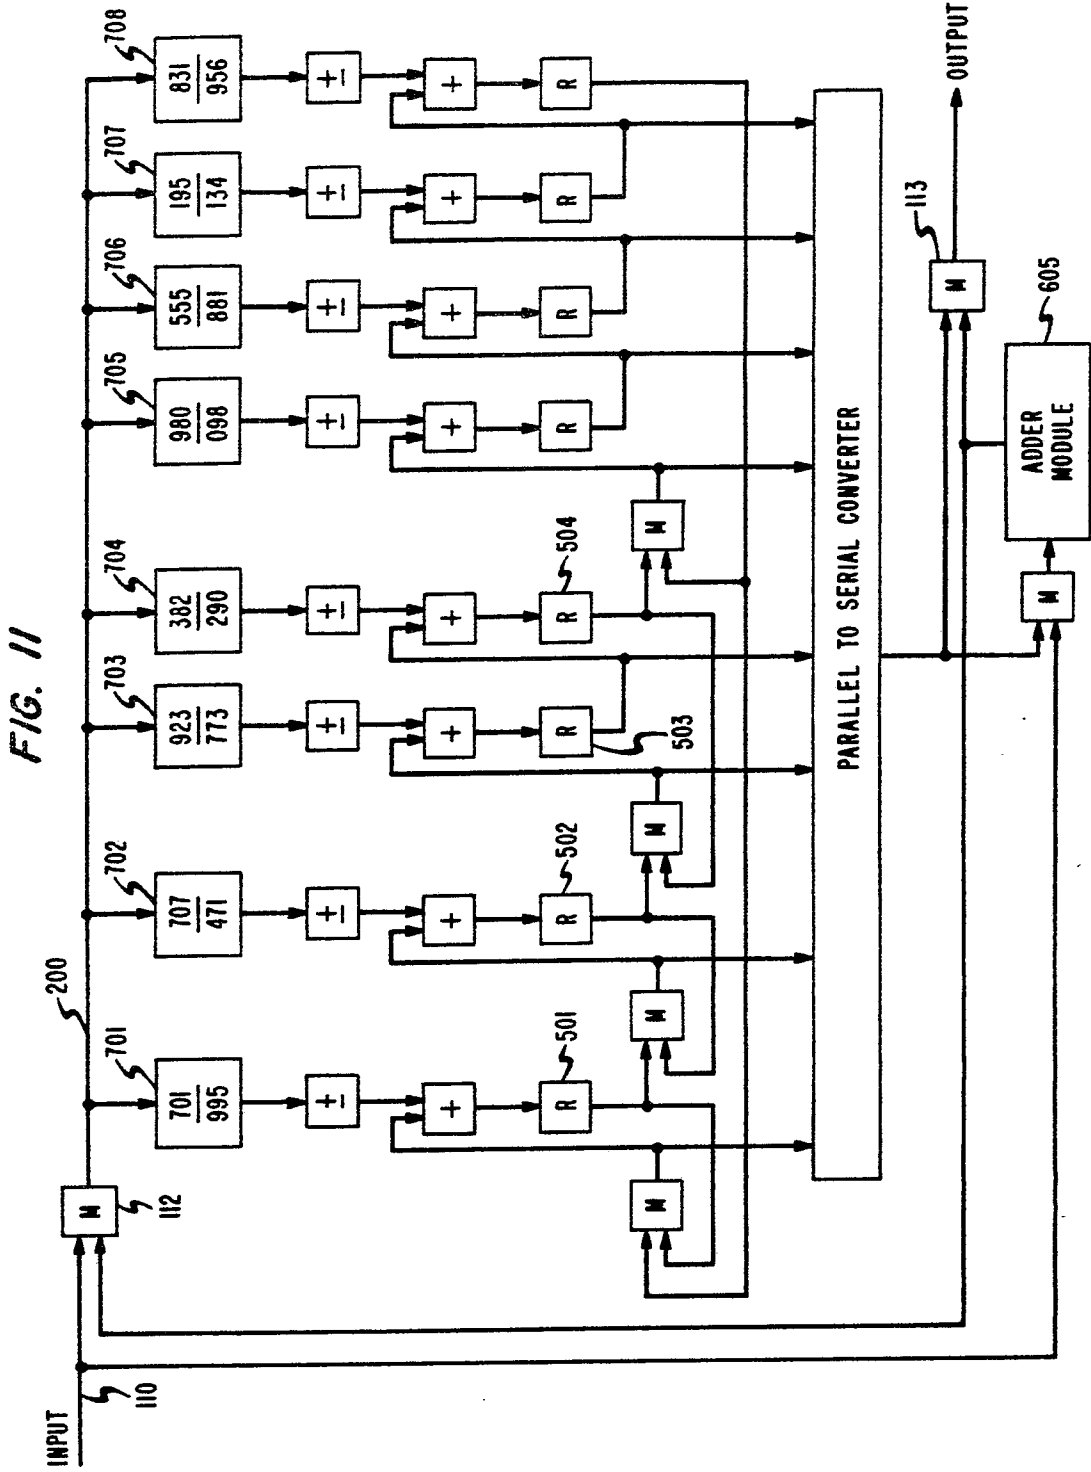 FIG. 11
INPUT
110
M
112
200
701
701
995
702
707
471
703
923
773
704
382
290
705
980
098
706
555
881
707
195
134
708
831
956
+
−
+
−
+
−
+
−
+
−
+
−
+
−
+
−
+
+
+
+
+
+
+
+
R
501
R
502
R
503
R
504
R
R
R
R
M
M
M
M
PARALLEL TO SERIAL CONVERTER
M
ADDER
MODULE
605
M
113
OUTPUT